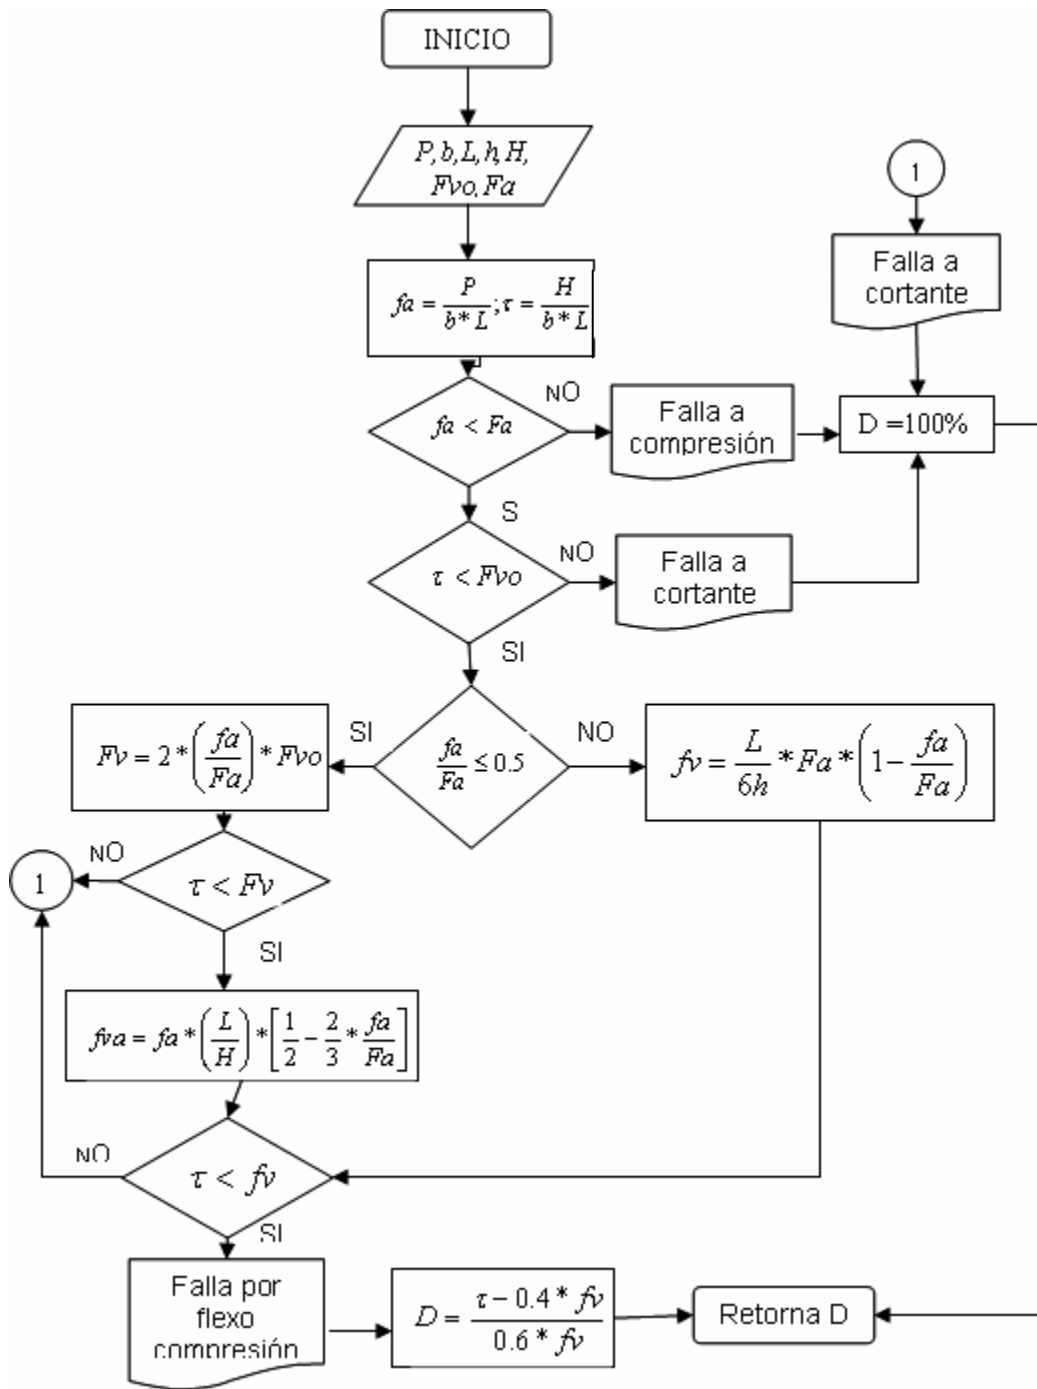 INICIO
P, b, L, h, H,
Fvo, Fa
1
Falla a
cortante
fa = P / b * L ; τ = H / b * L
fa < Fa
NO
Falla a
compresión
D =100%
S
τ < Fvo
NO
Falla a
cortante
SI
Fv = 2 * (fa / Fa) * Fvo
SI
fa / Fa ≤ 0.5
NO
fv = L / 6h * Fa * (1 - fa / Fa)
NO
1
τ < Fv
SI
fva = fa * (L / H) * [1 / 2 - 2 / 3 * fa / Fa]
NO
τ < fv
SI
Falla por
flexo
compresión
D = τ - 0.4 * fv / 0.6 * fv
Retorna D